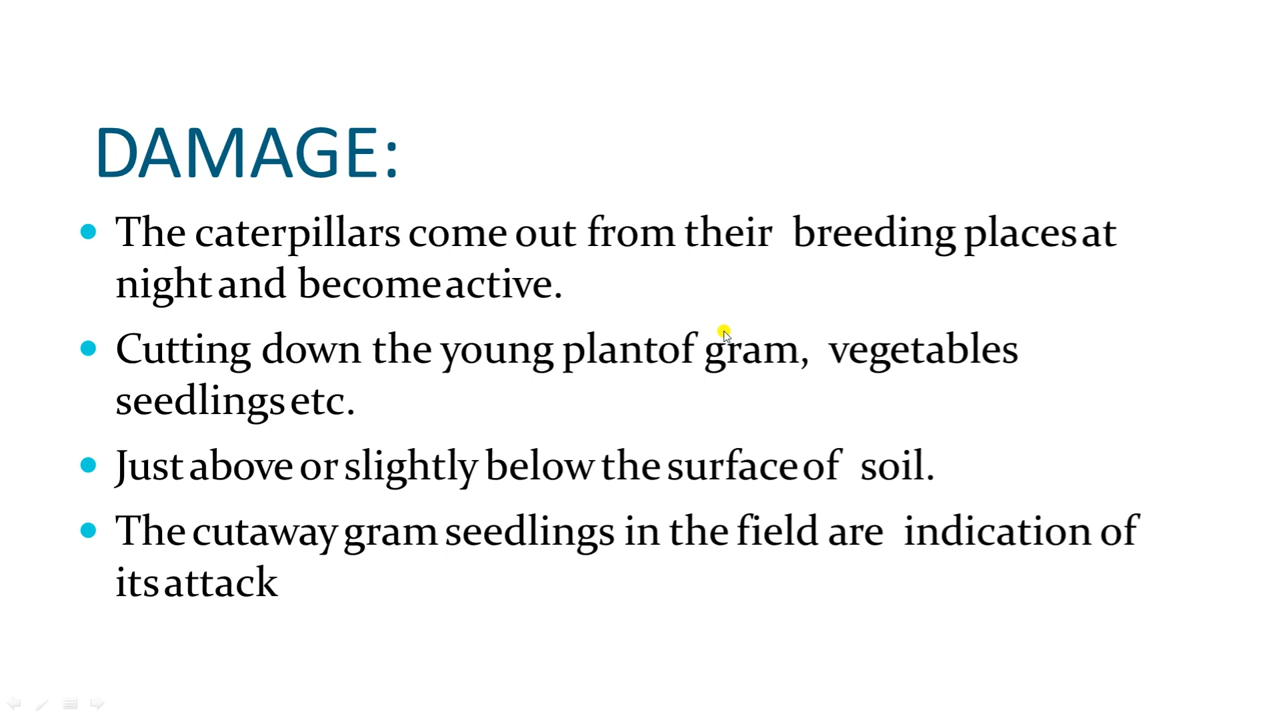 DAMAGE:
The caterpillars come out from their breeding places at
night and become active.
Cutting down the young plantof gram, vegetables
seedlings etc.
Just above or slightly below the surface of soil.
The cutaway gram seedlings in the field are indication of
its attack